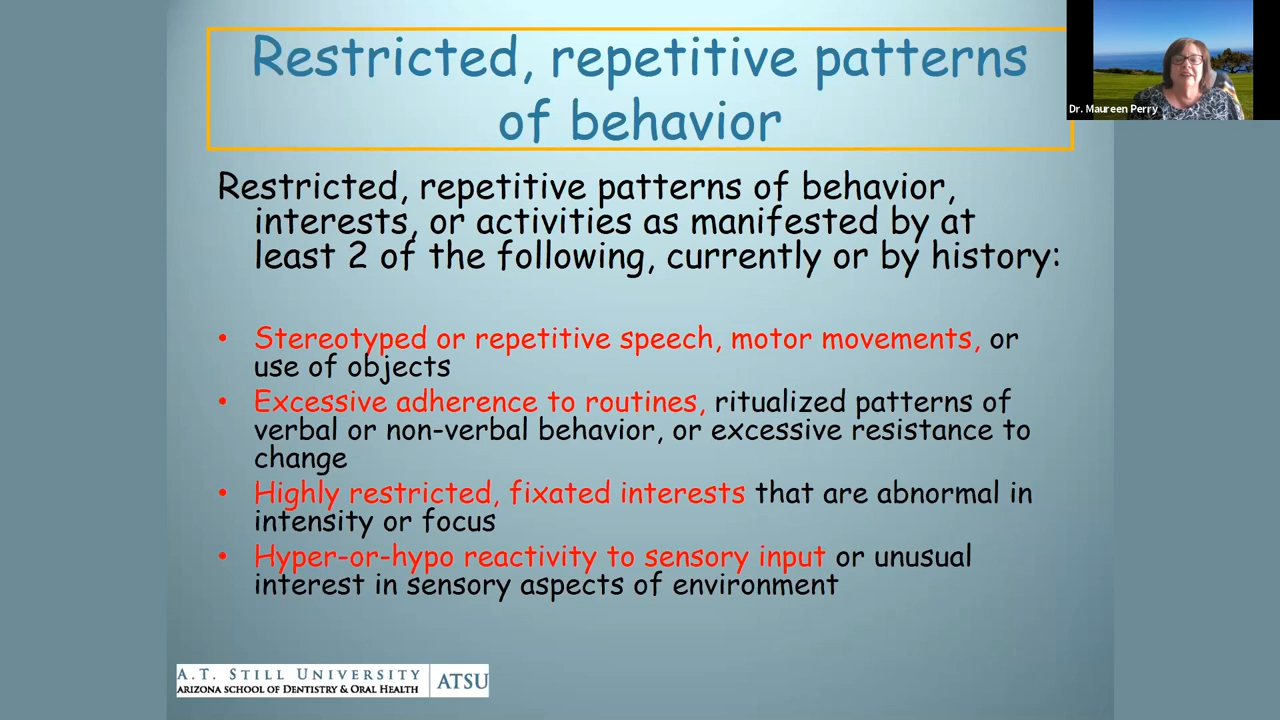 Restricted, repetitive patterns
of behavior
Dr. Maureen Perry
Restricted, repetitive patterns of behavior,
interests, or activities as manifested by at
least 2 of the following, currently or by history:
• Stereotyped or repetitive speech, motor movements, or
use of objects
• Excessive adherence to routines, ritualized patterns of
verbal or non-verbal behavior, or excessive resistance to
change
• Highly restricted, fixated interests that are abnormal in
intensity or focus
• Hyper-or-hypo reactivity to sensory input or unusual
interest in sensory aspects of environment
A.T. STILL UNIVERSITY
ARIZONA SCHOOL OF DENTISTRY & ORAL HEALTH
ATSU